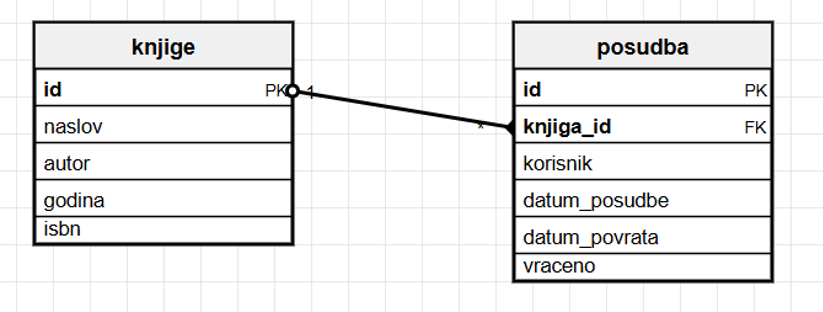 knjige
id PK
naslov
autor
godina
isbn
1
*
posudba
id PK
knjiga_id FK
korisnik
datum_posudbe
datum_povrata
vraceno